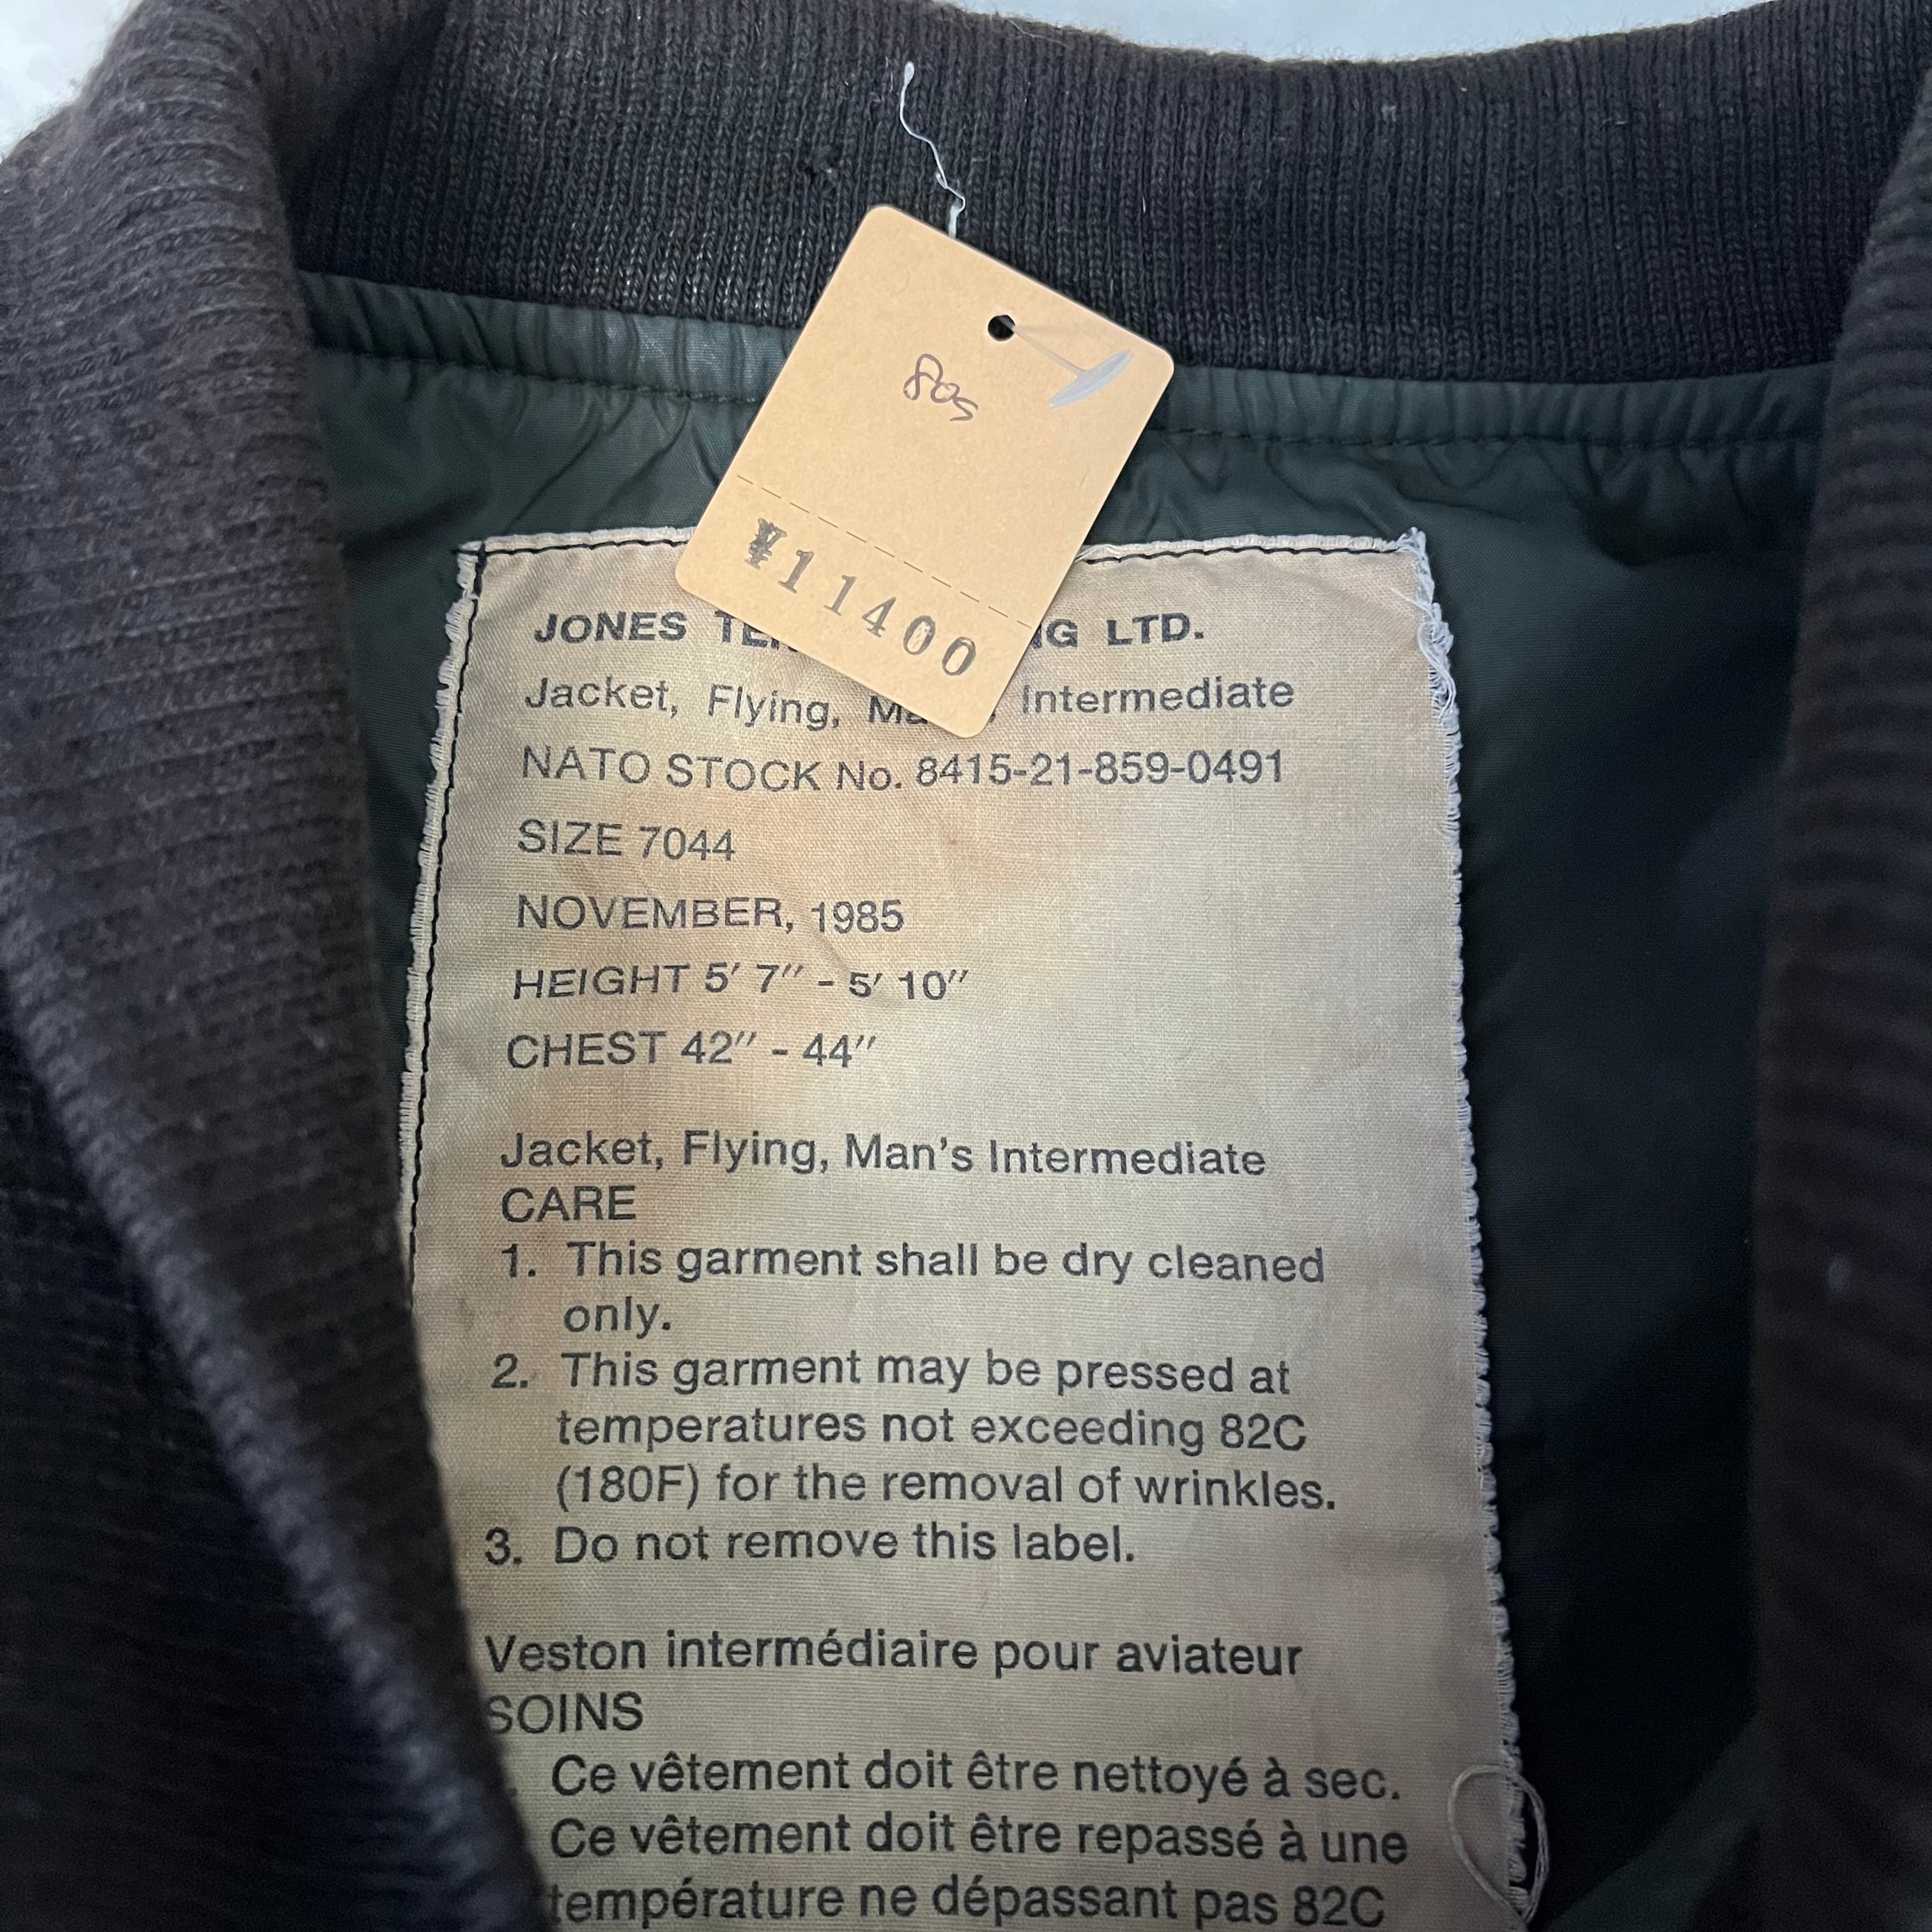 80s
¥11400
JONES LTD.
Jacket, Flying, Intermediate
NATO STOCK No. 8415-21-859-0491
SIZE 7044
NOVEMBER, 1985
HEIGHT 5' 7" - 5' 10"
CHEST 42" - 44"
Jacket, Flying, Man's Intermediate
CARE
1. This garment shall be dry cleaned
only.
2. This garment may be pressed at
temperatures not exceeding 82C
(180F) for the removal of wrinkles.
3. Do not remove this label.
Veston intermédiaire pour aviateur
SOINS
Ce vêtement doit être nettoyé à sec.
Ce vêtement doit être repassé à une
température ne dépassant pas 82C